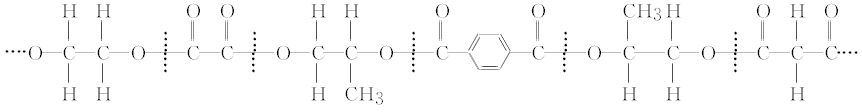 H H O O H H O O CH₃ H O H O
O C C O C C O C C O C C O C C O C C C
H H H CH₃ H H H